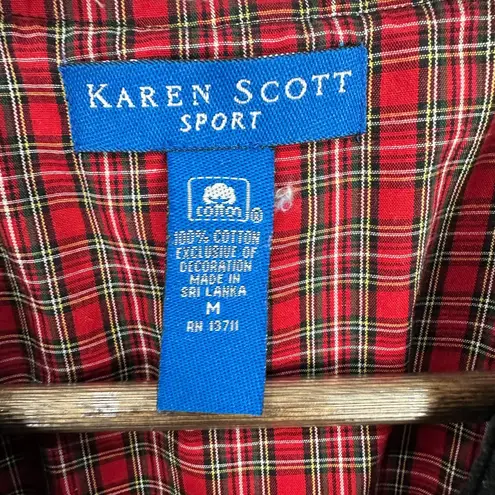 KAREN SCOTT
SPORT
cotton ®
100% COTTON
EXCLUSIVE OF
DECORATION
MADE IN
SRI LANKA
M
RN 13711